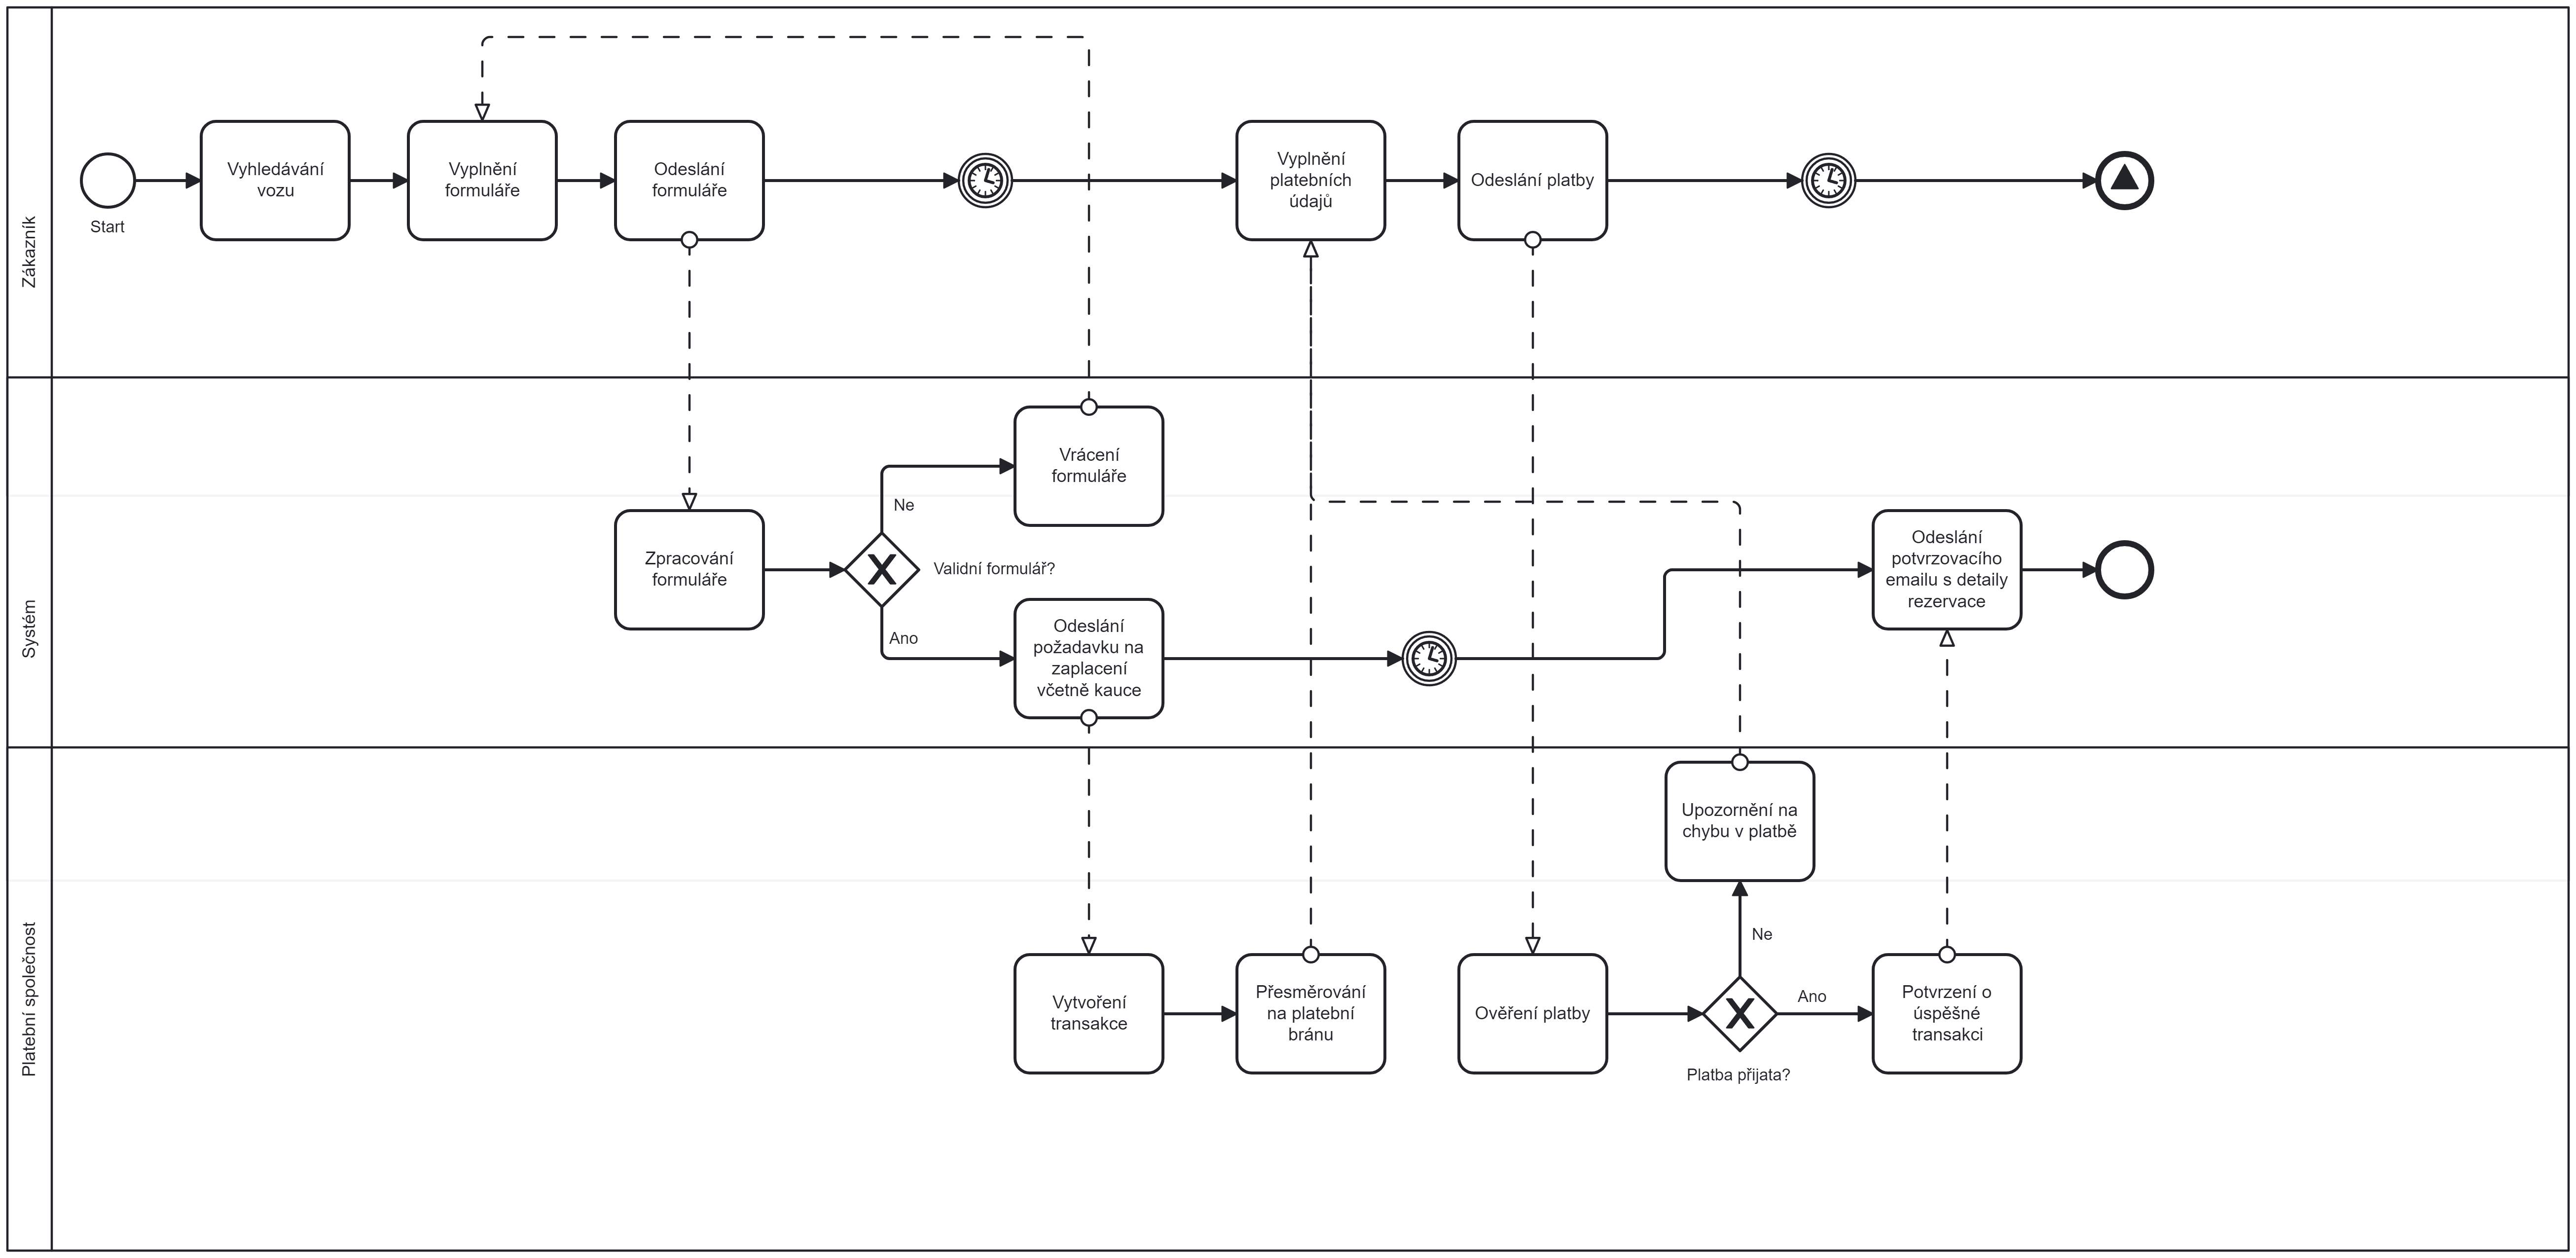 Zákazník
Start
Vyhledávání
vozu
Vyplnění
formuláře
Odeslání
formuláře
Vyplnění
platebních
údajů
Odeslání platby
Systém
Zpracování
formuláře
Ne
Validní formulář?
Ano
Vrácení
formuláře
Odeslání
požadavku na
zaplacení
včetně kauce
Odeslání
potvrzovacího
emailu s detaily
rezervace
Platební společnost
Vytvoření
transakce
Přesměrování
na platební
bránu
Ověření platby
Upozornění na
chybu v platbě
Ne
Ano
Platba přijata?
Potvrzení o
úspěšné
transakci